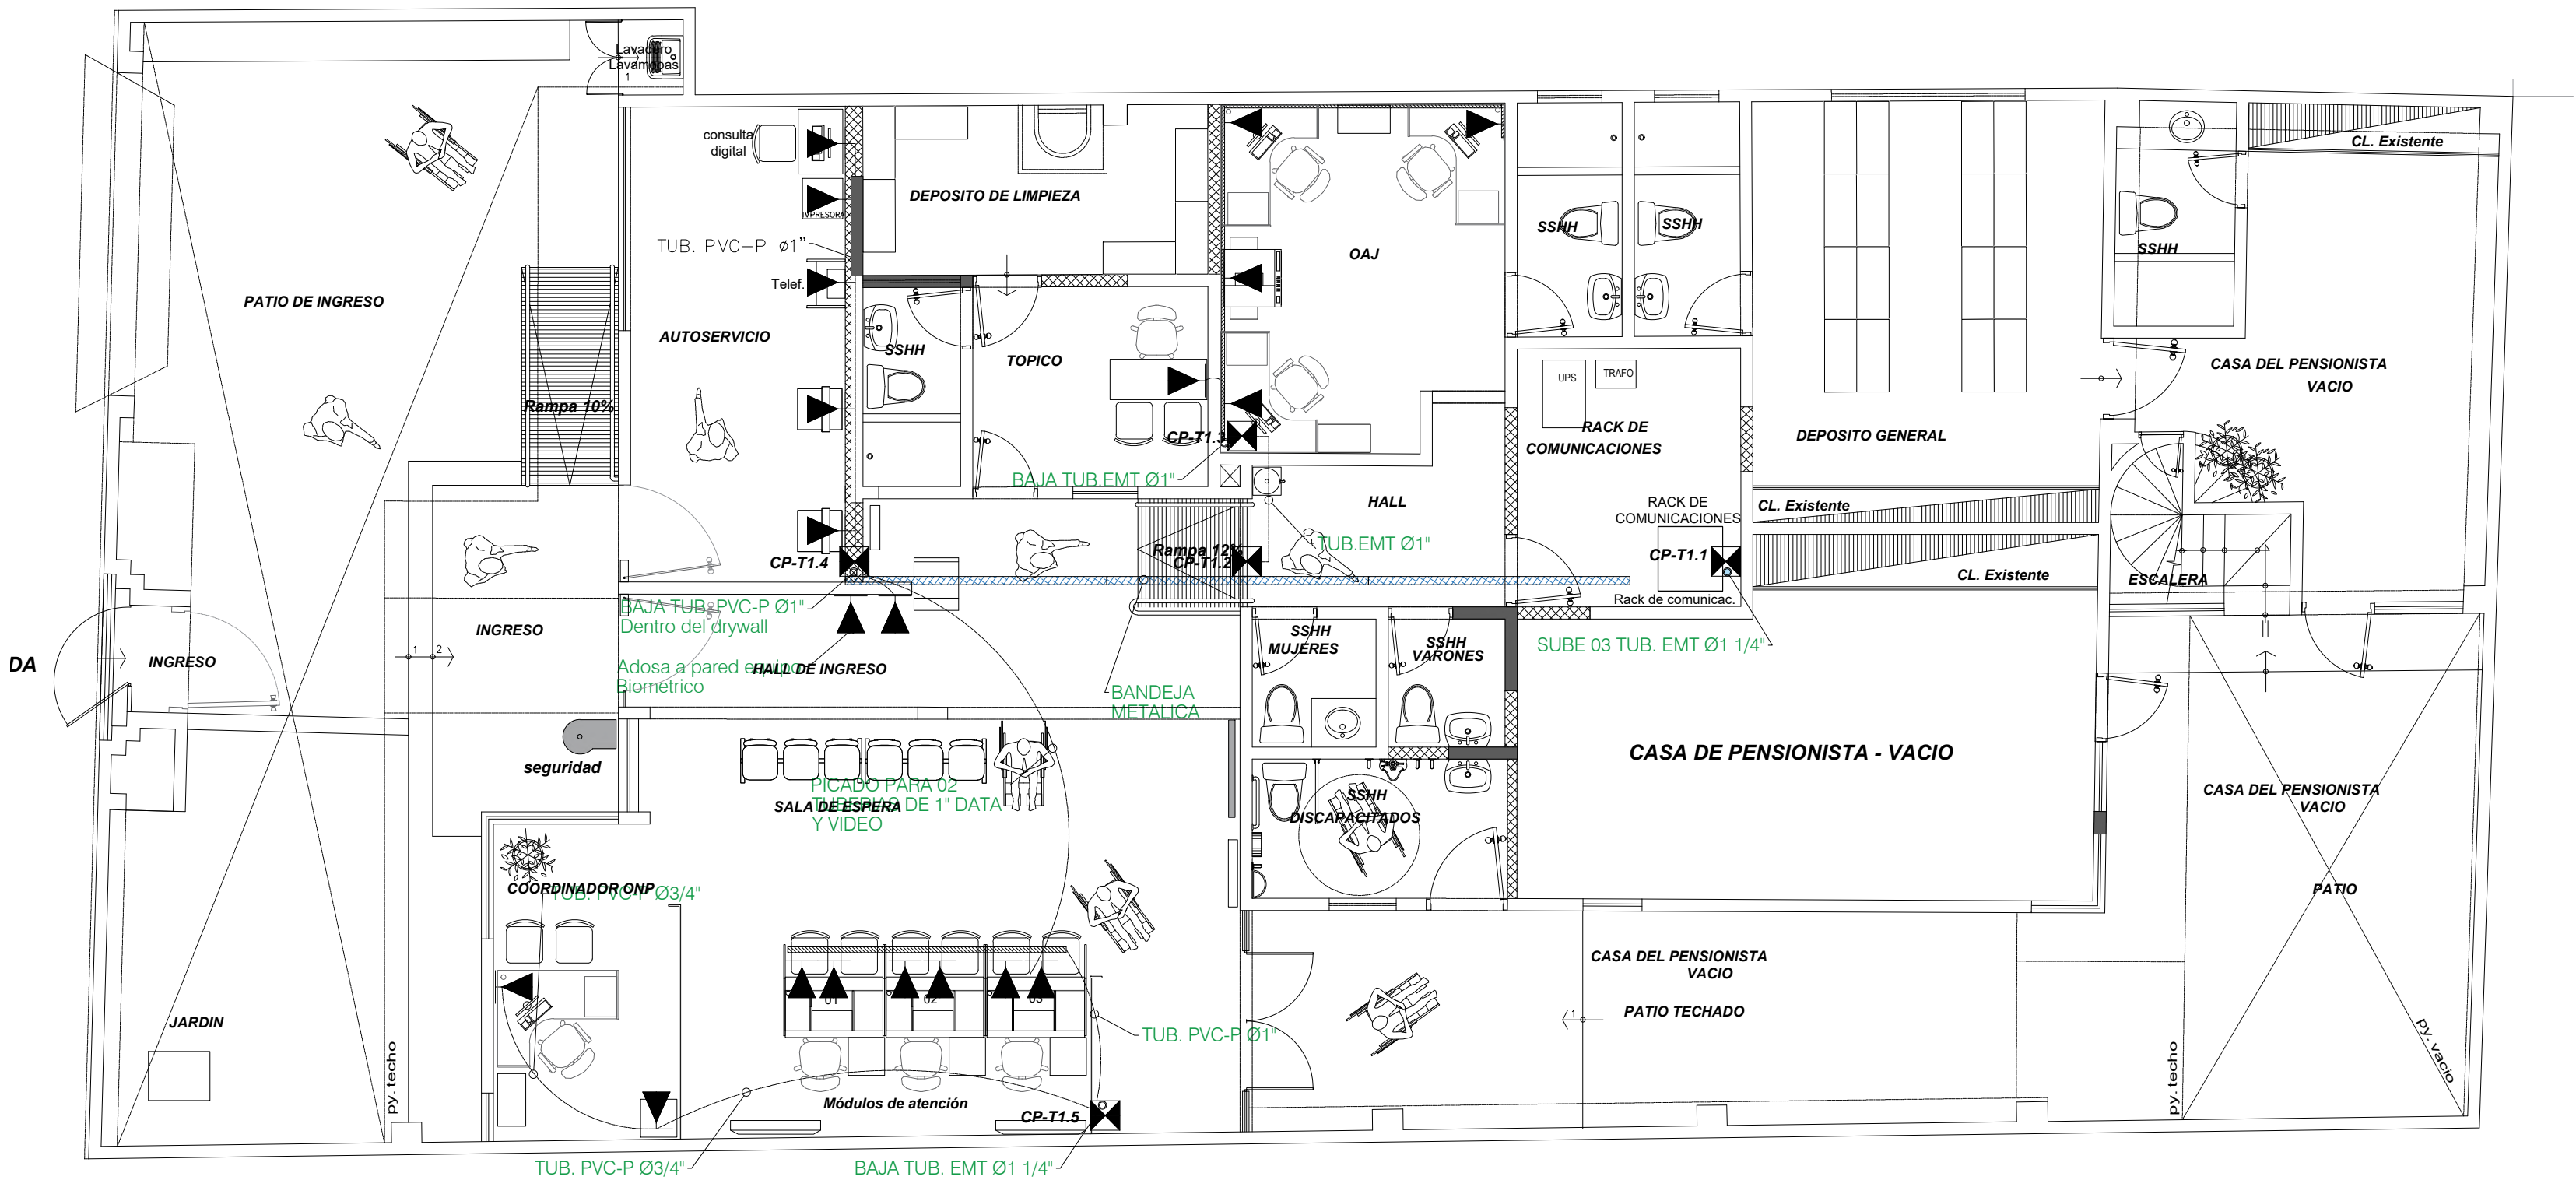 Lavadero
Lavamopas
1
consulta
digital
IMPRESORA
DEPOSITO DE LIMPIEZA
TUB. PVC-P ø1"
Telef.
PATIO DE INGRESO
AUTOSERVICIO
Rampa 10%
SSHH
TOPICO
OAJ
SSHH
SSHH
SSHH
CL. Existente
CASA DEL PENSIONISTA
VACIO
UPS
TRAFO
RACK DE
COMUNICACIONES
DEPOSITO GENERAL
CP-T1.3
BAJA TUB.EMT Ø1"
HALL
RACK DE
COMUNICACIONES
CL. Existente
TUB.EMT Ø1"
Rampa 12%
CP-T1.2
CP-T1.1
CP-T1.4
CL. Existente
ESCALERA
Rack de comunicac.
BAJA TUB. PVC-P Ø1"
Dentro del drywall
INGRESO
1
2
DA
INGRESO
Adosa a pared equipo
Biometrico
HALL DE INGRESO
SSHH
MUJERES
SSHH
VARONES
SUBE 03 TUB. EMT Ø1 1/4"
BANDEJA
METALICA
seguridad
CASA DE PENSIONISTA - VACIO
PICADO PARA 02
TUBERIAS DE 1" DATA
Y VIDEO
SALA DE ESPERA
SSHH
DISCAPACITADOS
CASA DEL PENSIONISTA
VACIO
COORDINADOR ONP
TUB. PVC-P Ø3/4"
PATIO
CASA DEL PENSIONISTA
VACIO
01
02
03
PATIO TECHADO
1
JARDIN
TUB. PVC-P Ø1"
py. techo
py. techo
py. vacio
Módulos de atención
CP-T1.5
TUB. PVC-P Ø3/4"
BAJA TUB. EMT Ø1 1/4"